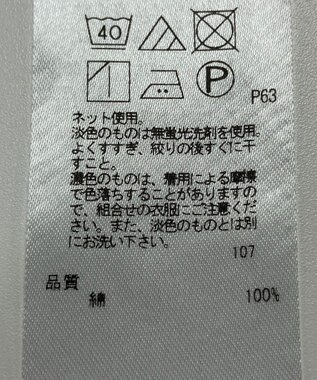 40
P
P63
ネット使用。
淡色のものは無蛍光洗剤を使用。
よくすすぎ、絞りの後すぐに干
すこと。
濃色のものは、着用による摩擦
で色落ちすることがありますの
で、組合せの衣服にご注意くだ
さい。また、淡色のものとは別
にお洗い下さい。
107
品質
綿 100%